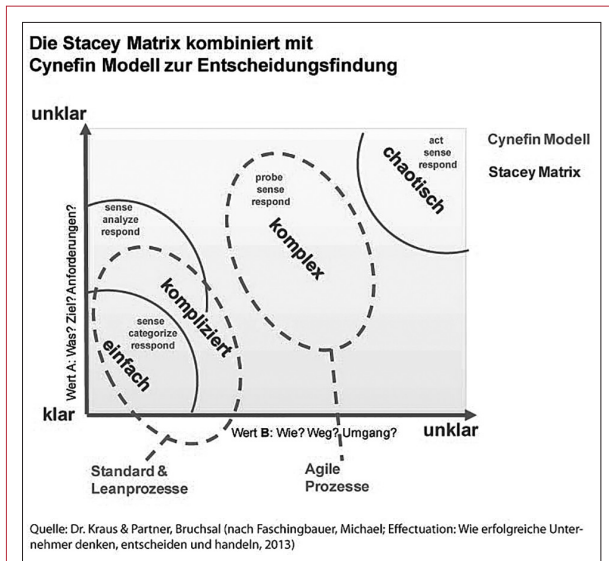 Die Stacey Matrix kombiniert mit
Cynefin Modell zur Entscheidungsfindung
unklar
Cynefin Modell
Stacey Matrix
act
sense
respond
chaotisch
probe
sense
respond
komplex
sense
analyze
respond
kompliziert
sense
categorize
resspond
einfach
Wert A: Was? Ziel? Anforderungen?
klar
Wert B: Wie? Weg? Umgang?
unklar
Standard &
Leanprozesse
Agile
Prozesse
Quelle: Dr. Kraus & Partner, Bruchsal (nach Faschingbauer, Michael; Effectuation: Wie erfolgreiche Unter-
nehmer denken, entscheiden und handeln, 2013)